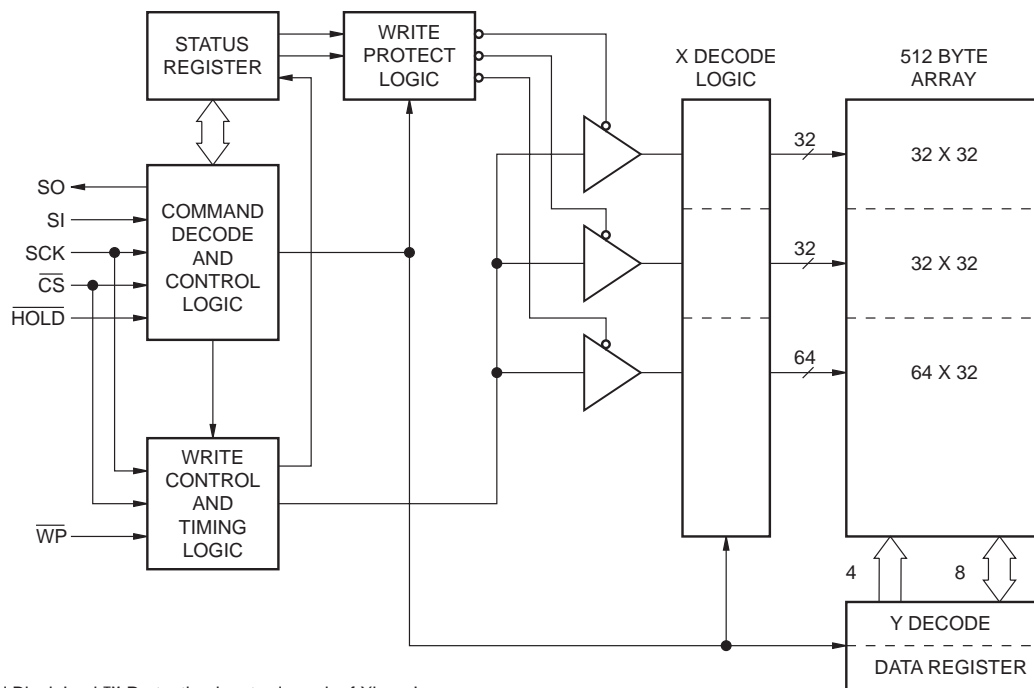 STATUS
REGISTER
WRITE
PROTECT
LOGIC
X DECODE
LOGIC
512 BYTE
ARRAY
SO
SI
SCK
CS
HOLD
COMMAND
DECODE
AND
CONTROL
LOGIC
32
32 X 32
32
32 X 32
64
64 X 32
WP
WRITE
CONTROL
AND
TIMING
LOGIC
4
8
Y DECODE
DATA REGISTER